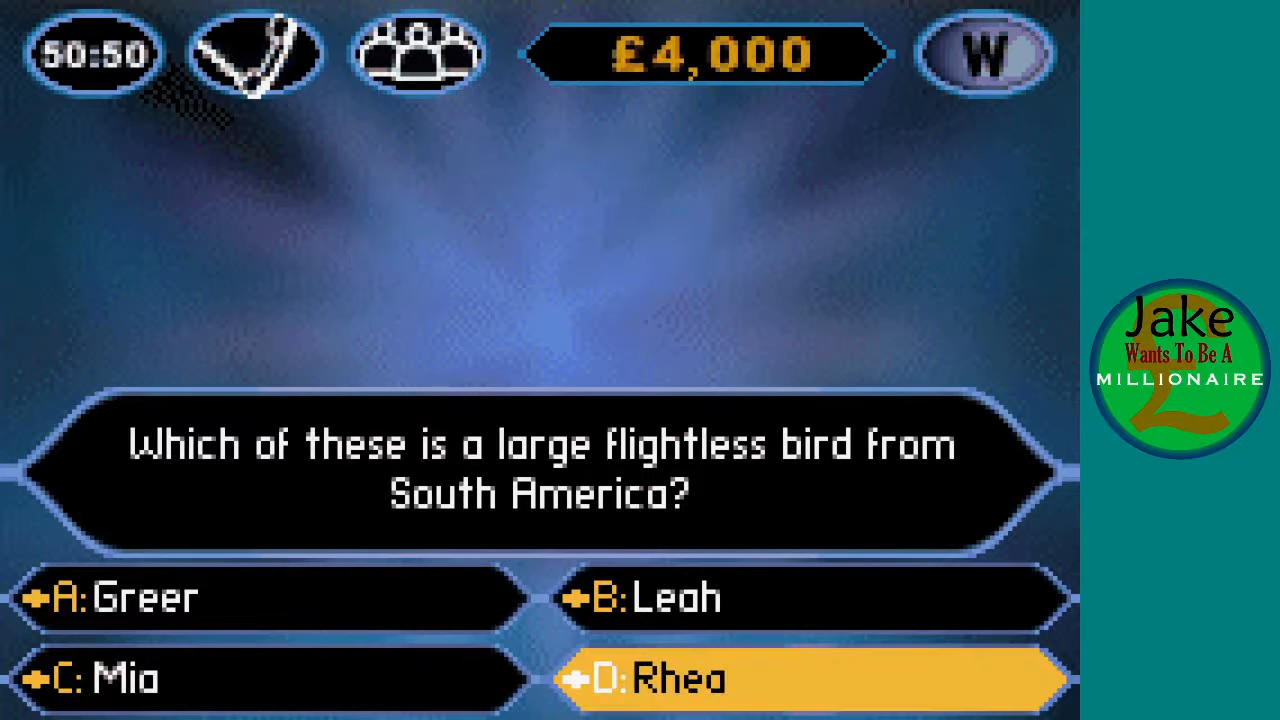 50:50
£4,000
W
Which of these is a large flightless bird from
South America?
A: Greer
B: Leah
C: Mia
D: Rhea
Jake
Wants To Be A
MILLIONAIRE
£